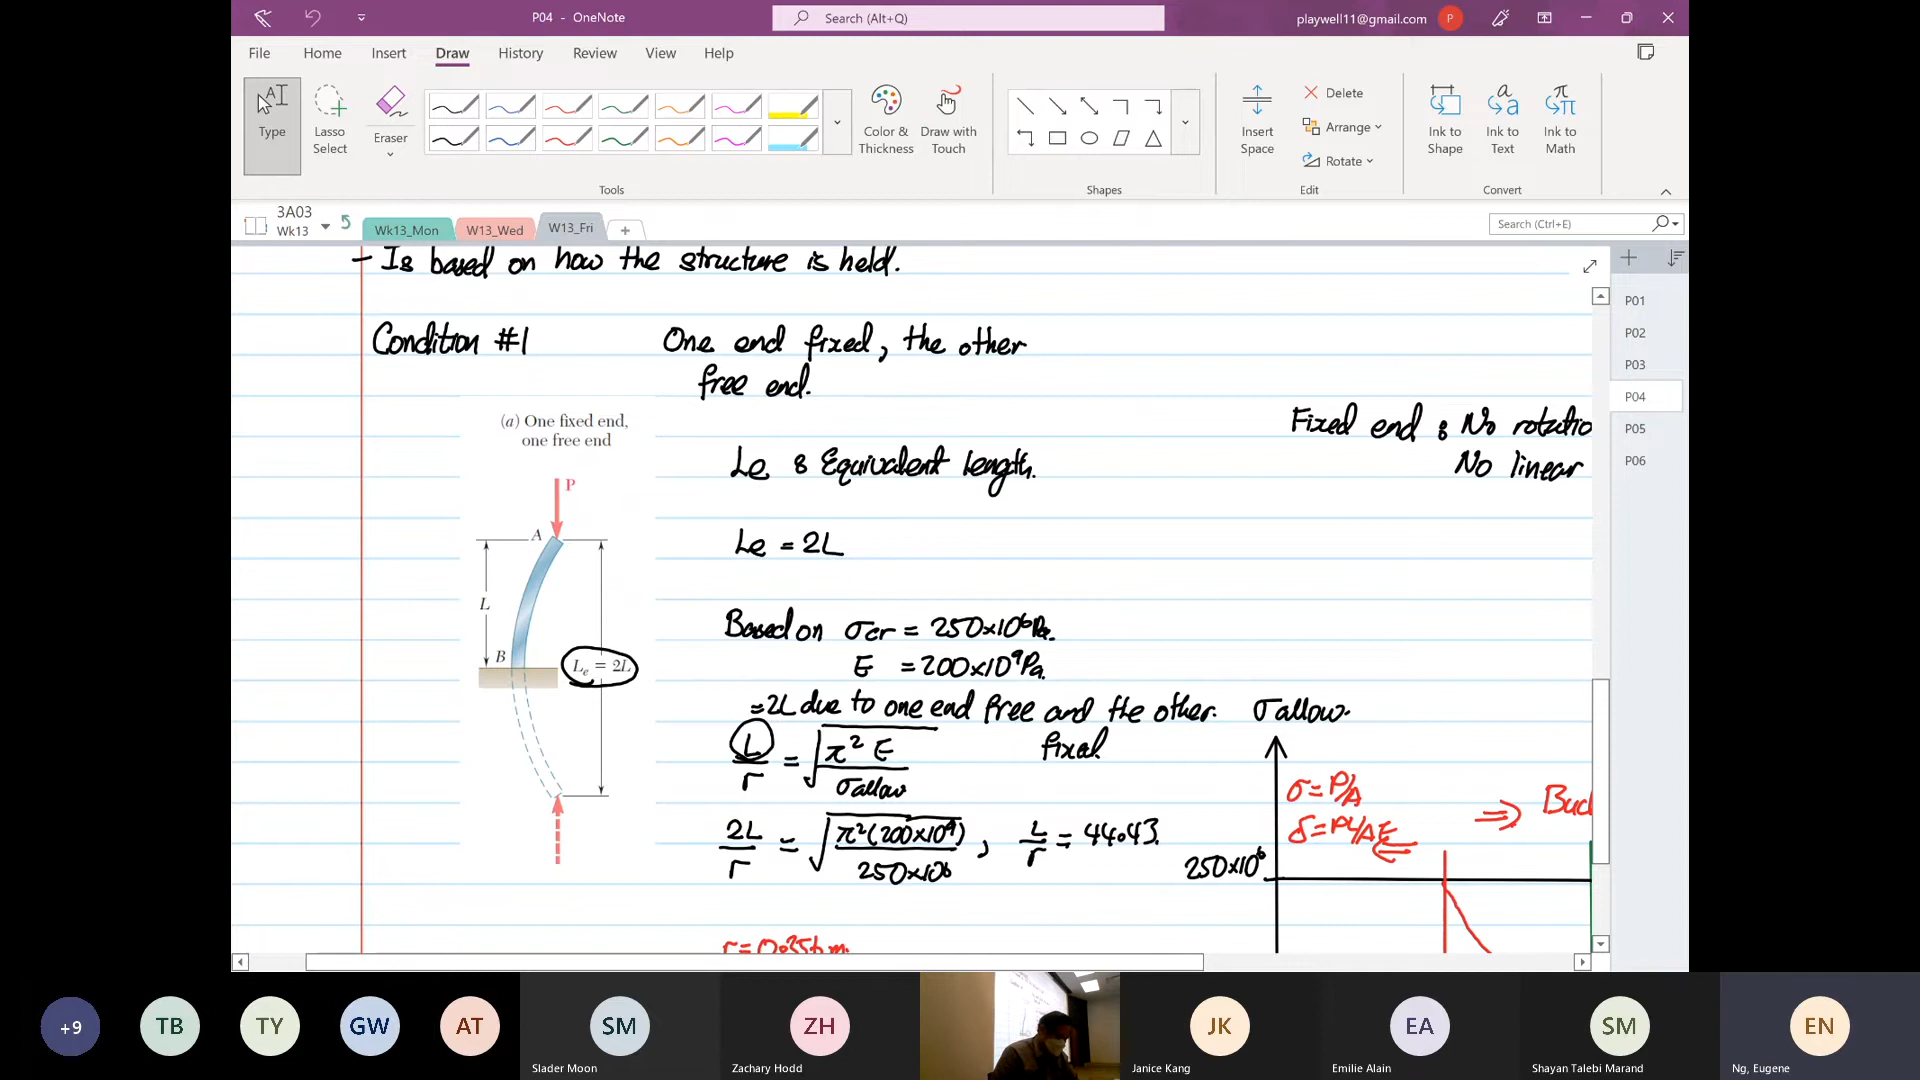 P04 - OneNote
Search (Alt+Q)
playwell11@gmail.com
P
File Home Insert Draw History Review View Help
Type
Lasso Select
Eraser
Color & Thickness
Draw with Touch
Insert Space
Delete
Arrange
Rotate
Ink to Shape
Ink to Text
Ink to Math
Tools Shapes Edit Convert
3A03
Wk13
Wk13_Mon W13_Wed W13_Fri
Search (Ctrl+E)
P01
P02
P03
P04
P05
P06
- Is based on how the structure is held.
Condition #1 One end fixed, the other
free end.
(a) One fixed end,
one free end
P
A
L
B
Le = 2L
Fixed end : No rotatio
No linear
Le : Equivalent Length.
Le = 2L
Based on σcr = 250×10⁶Pa.
E = 200×10⁹Pa.
=2L due to one end free and the other.
fixed
L/r = √(π² E / σallow)
2L/r = √(π²(200×10⁹) / 250×10⁶) , L/r = 44.43.
r = 0.0356 m.
σallow.
σ=P/A
δ=PL/AE
⇒ Buc
250×10⁶
+9 TB TY GW AT SM ZH JK EA SM EN
Slader Moon Zachary Hodd Janice Kang Emilie Alain Shayan Talebi Marand Ng, Eugene